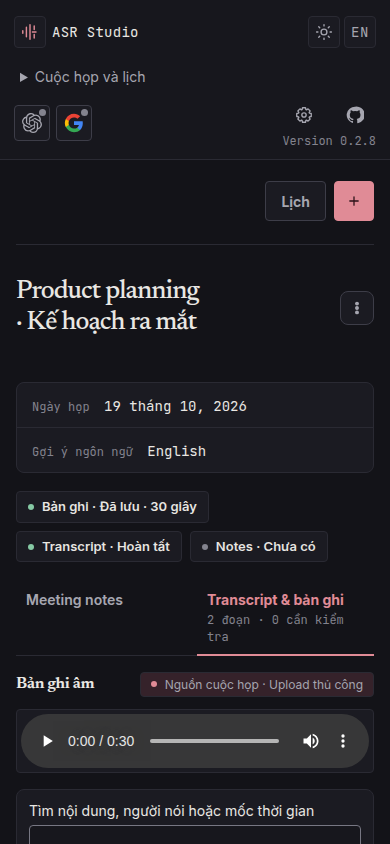 ASR Studio
EN
Cuộc họp và lịch
Version 0.2.8
Lịch
+
Product planning
· Kế hoạch ra mắt
Ngày họp 19 tháng 10, 2026
Gợi ý ngôn ngữ English
Bản ghi · Đã lưu · 30 giây
Transcript · Hoàn tất
Notes · Chưa có
Meeting notes
Transcript & bản ghi
2 đoạn · 0 cần kiểm
tra
Bản ghi âm
Nguồn cuộc họp · Upload thủ công
0:00 / 0:30
Tìm nội dung, người nói hoặc mốc thời gian